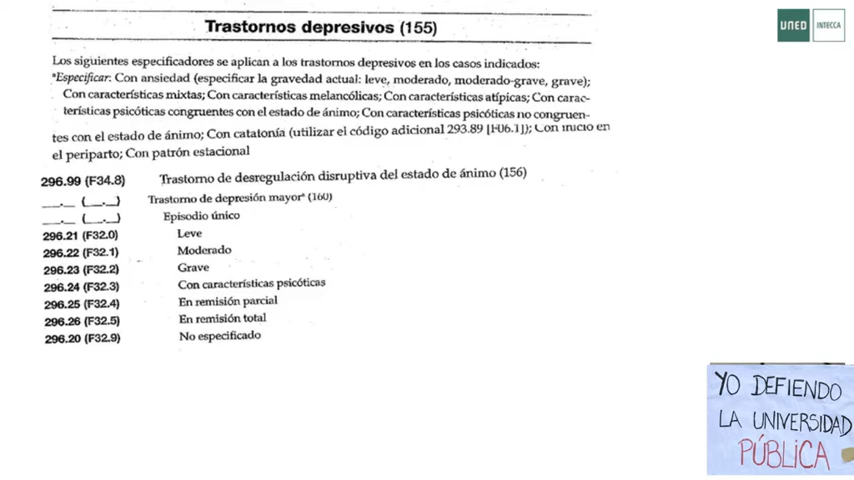 Trastornos depresivos (155)
UNED
INTECCA
Los siguientes especificadores se aplican a los trastornos depresivos en los casos indicados:
ªEspecificar: Con ansiedad (especificar la gravedad actual: leve, moderado, moderado-grave, grave);
Con características mixtas; Con características melancólicas; Con características atípicas; Con carac-
terísticas psicóticas congruentes con el estado de ánimo; Con características psicóticas no congruen-
tes con el estado de ánimo; Con catatonía (utilizar el código adicional 293.89 [F06.1]); Con inicio en
el periparto; Con patrón estacional
296.99 (F34.8) Trastorno de desregulación disruptiva del estado de ánimo (156)
___.__ (___.__) Trastorno de depresión mayorª (160)
___.__ (___.__) Episodio único
296.21 (F32.0) Leve
296.22 (F32.1) Moderado
296.23 (F32.2) Grave
296.24 (F32.3) Con características psicóticas
296.25 (F32.4) En remisión parcial
296.26 (F32.5) En remisión total
296.20 (F32.9) No especificado
YO DEFIENDO
LA UNIVERSIDAD
PÚBLICA